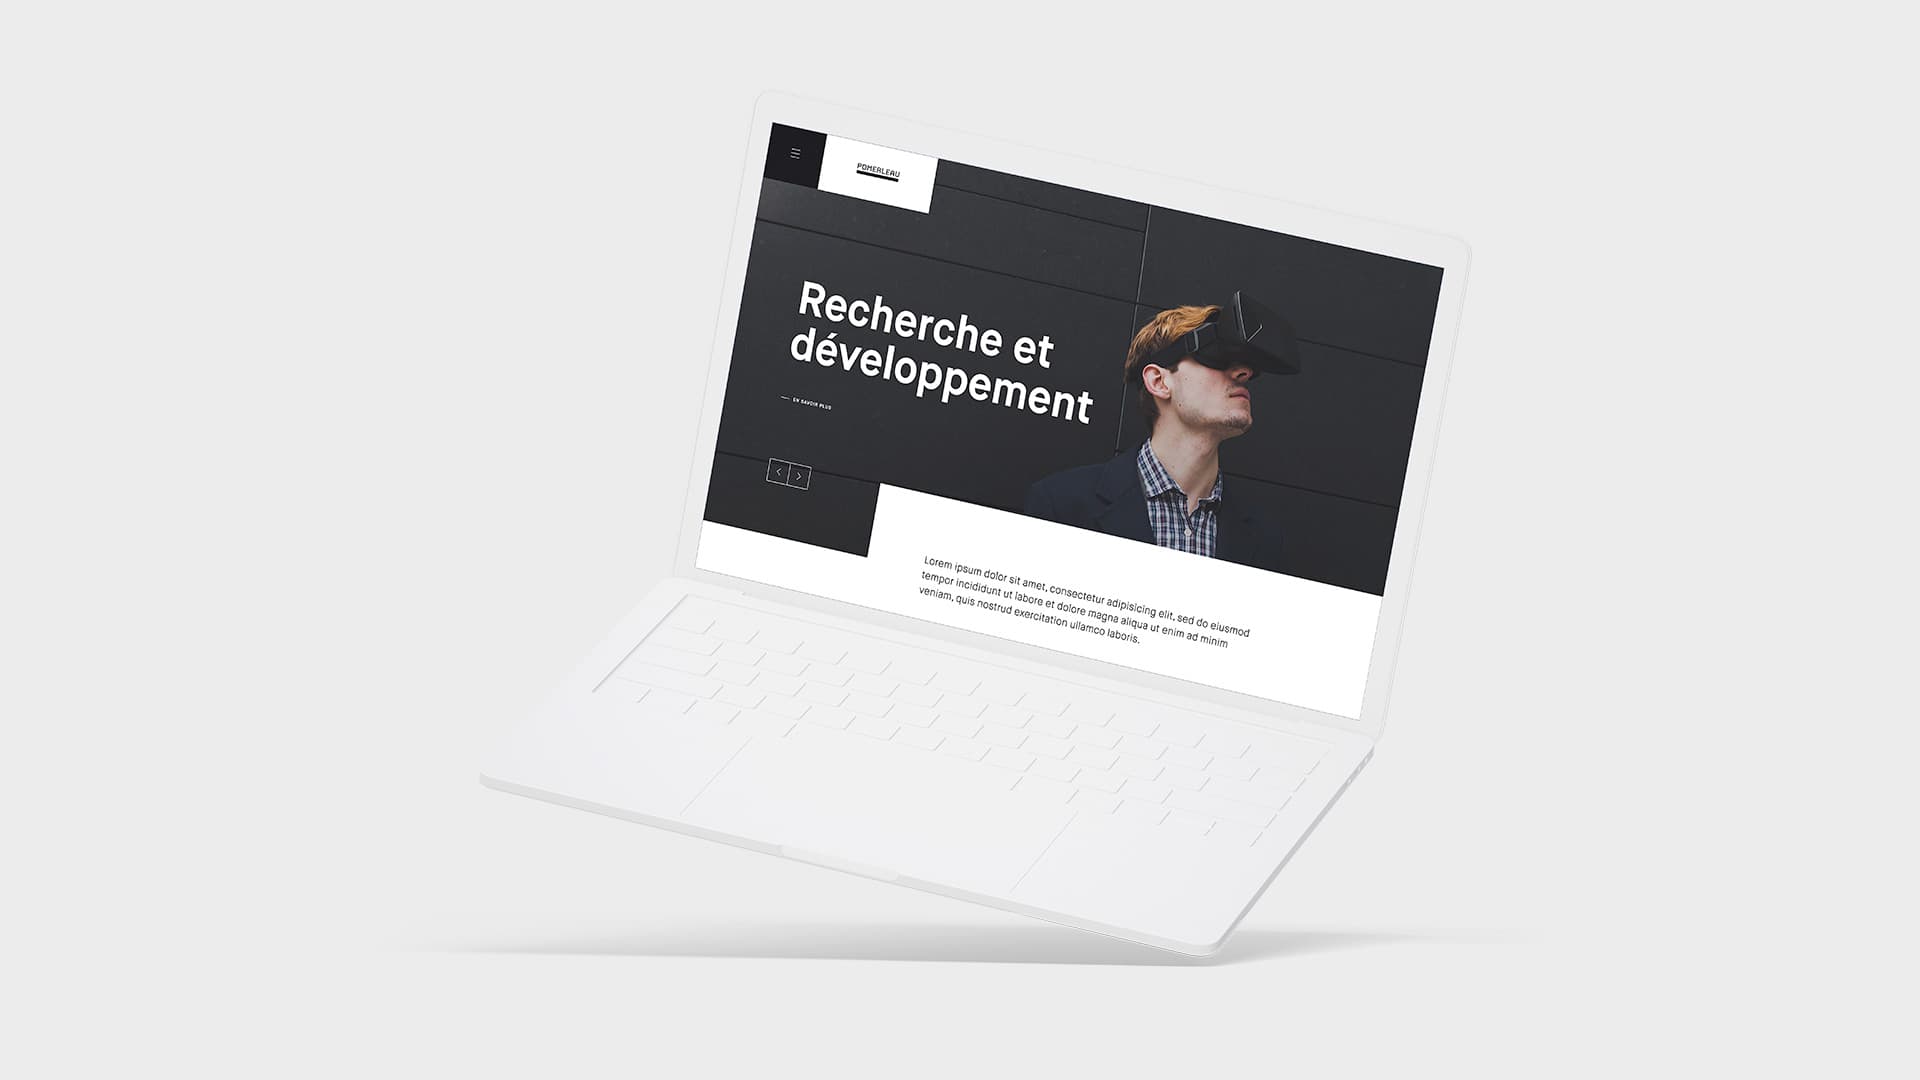 POMERLEAU
Recherche et
développement
EN SAVOIR PLUS
Lorem ipsum dolor sit amet, consectetur adipisicing elit, sed do eiusmod
tempor incididunt ut labore et dolore magna aliqua ut enim ad minim
veniam, quis nostrud exercitation ullamco laboris.